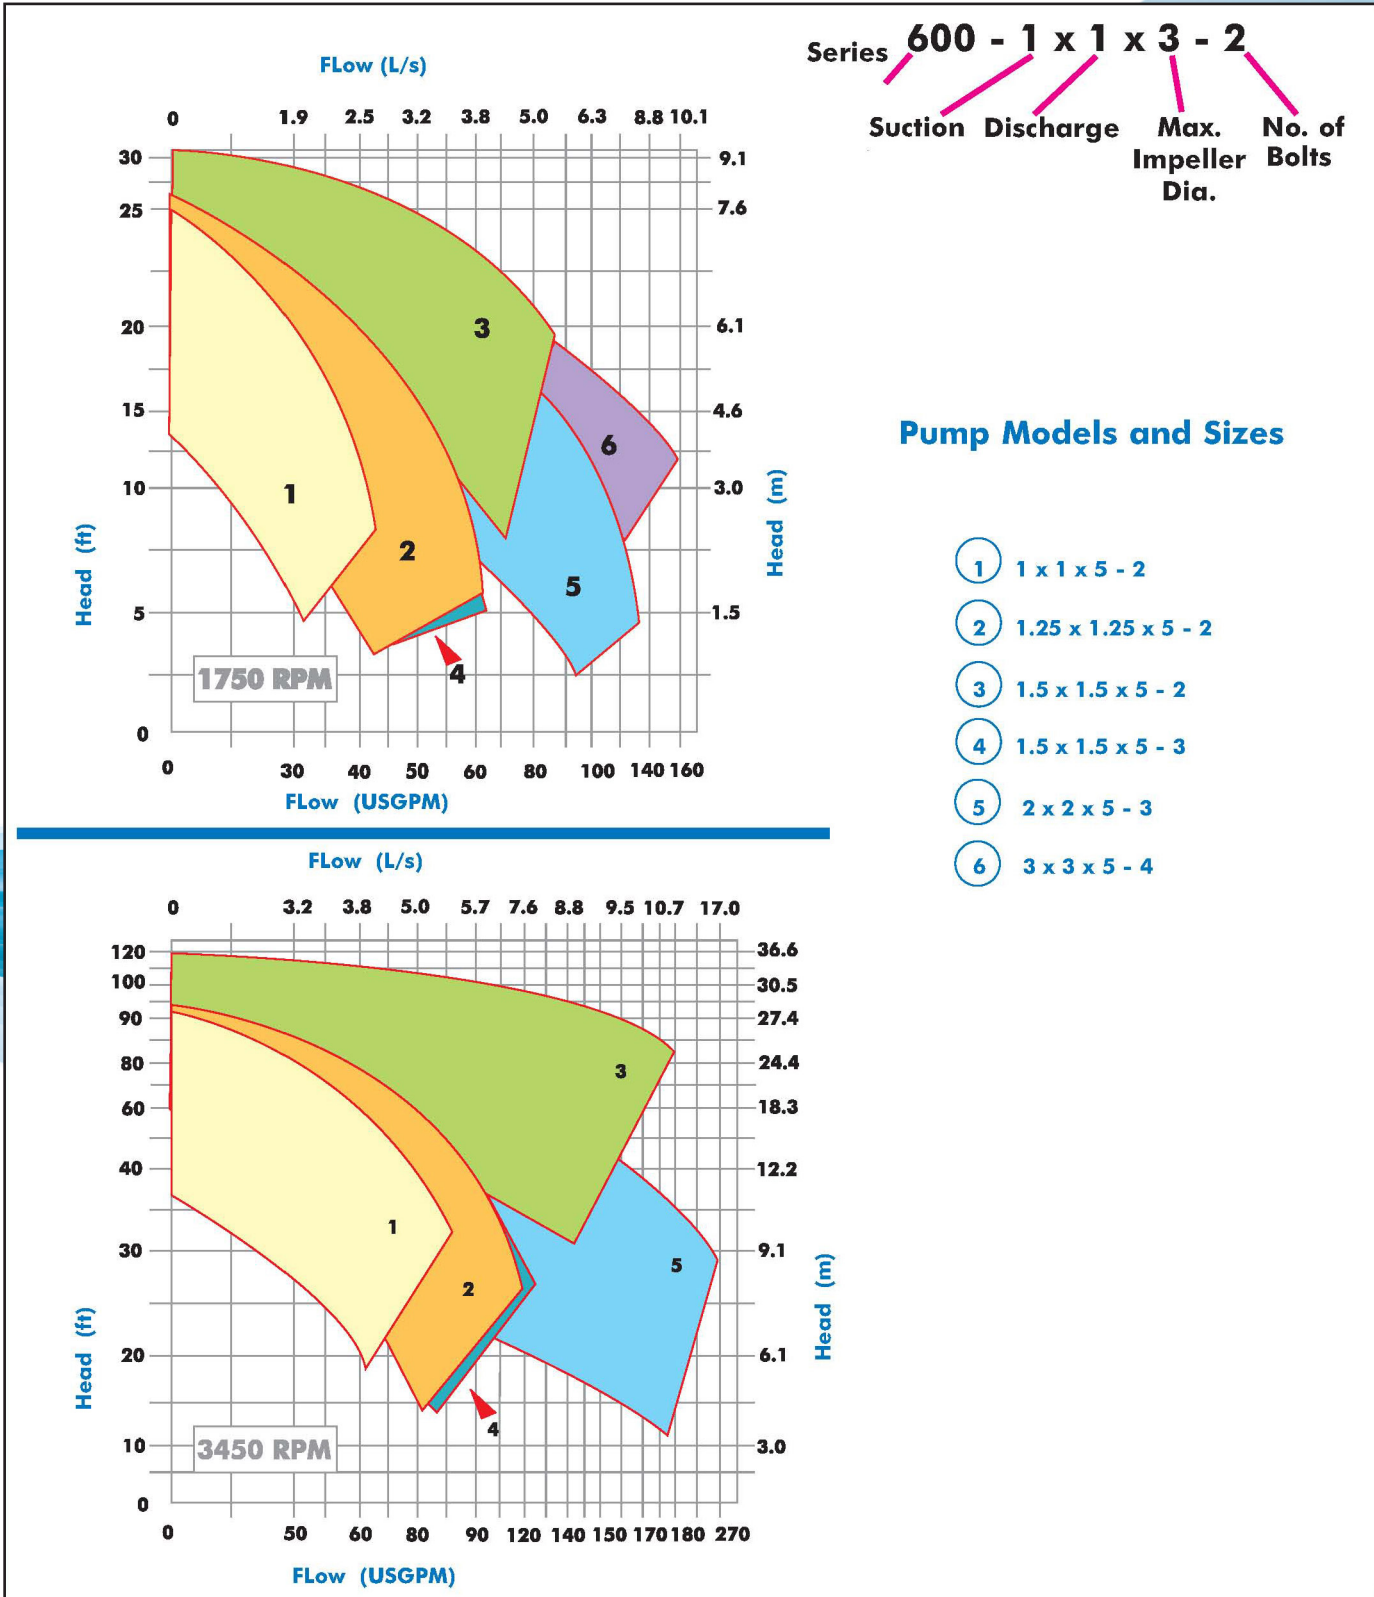 FLow (L/s)
0 1.9 2.5 3.2 3.8 5.0 6.3 8.8 10.1
30
25
20
15
10
5
0
Head (ft)
9.1
7.6
6.1
4.6
3.0
1.5
Head (m)
3
6
1
2
5
4
1750 RPM
0 30 40 50 60 80 100 140 160
FLow (USGPM)
FLow (L/s)
0 3.2 3.8 5.0 5.7 7.6 8.8 9.5 10.7 17.0
120
100
90
80
60
40
30
20
10
0
Head (ft)
36.6
30.5
27.4
24.4
18.3
12.2
9.1
6.1
3.0
Head (m)
3
1
5
2
4
3450 RPM
0 50 60 80 90 120 140 150 170 180 270
FLow (USGPM)
Series 600 - 1 x 1 x 3 - 2
Suction Discharge Max. No. of
Impeller Bolts
Dia.
Pump Models and Sizes
1 1 x 1 x 5 - 2
2 1.25 x 1.25 x 5 - 2
3 1.5 x 1.5 x 5 - 2
4 1.5 x 1.5 x 5 - 3
5 2 x 2 x 5 - 3
6 3 x 3 x 5 - 4